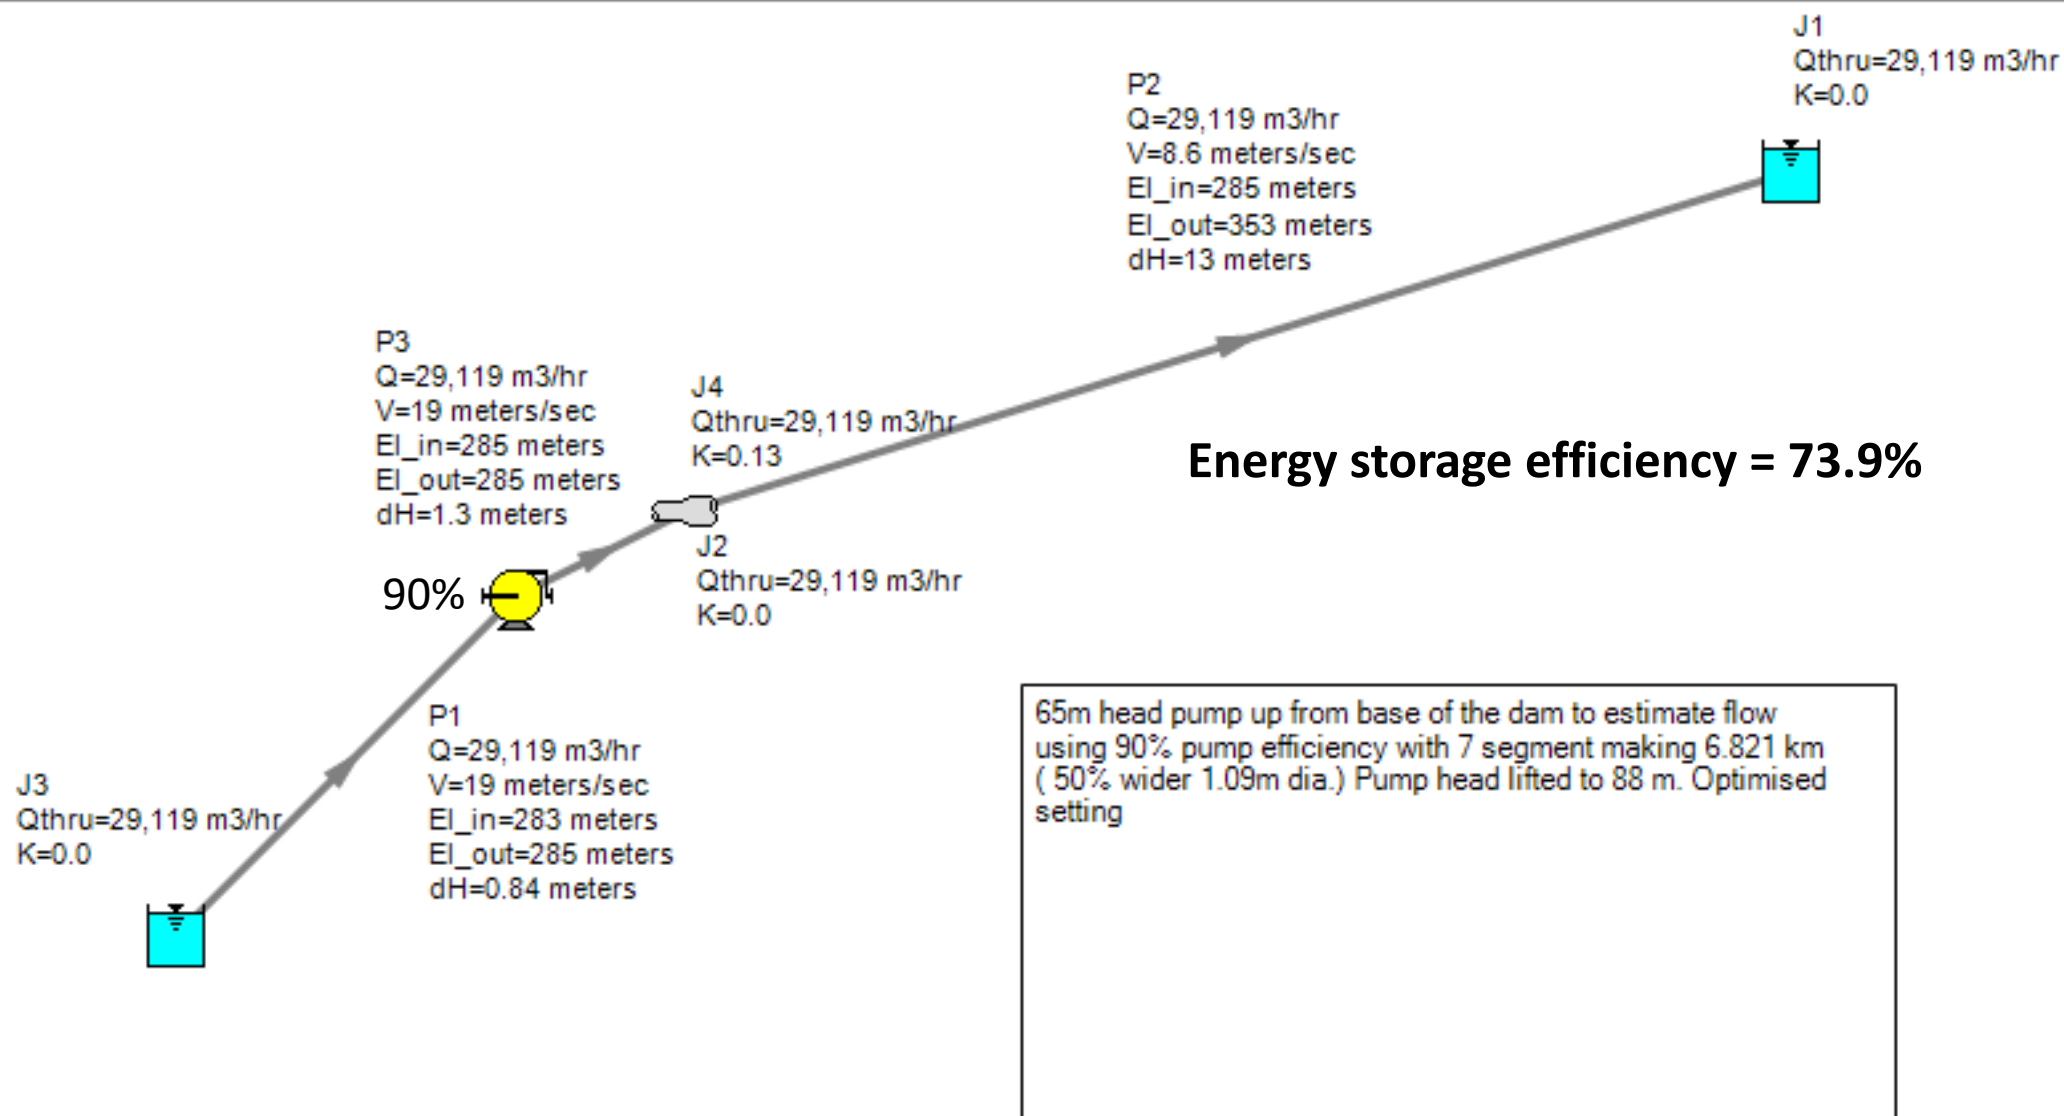 J1
Qthru=29,119 m3/hr
K=0.0
P2
Q=29,119 m3/hr
V=8.6 meters/sec
El_in=285 meters
El_out=353 meters
dH=13 meters
P3
Q=29,119 m3/hr
V=19 meters/sec
El_in=285 meters
El_out=285 meters
dH=1.3 meters
J4
Qthru=29,119 m3/hr
K=0.13
Energy storage efficiency = 73.9%
90%
J2
Qthru=29,119 m3/hr
K=0.0
P1
Q=29,119 m3/hr
V=19 meters/sec
El_in=283 meters
El_out=285 meters
dH=0.84 meters
J3
Qthru=29,119 m3/hr
K=0.0
65m head pump up from base of the dam to estimate flow
using 90% pump efficiency with 7 segment making 6.821 km
( 50% wider 1.09m dia.) Pump head lifted to 88 m. Optimised
setting